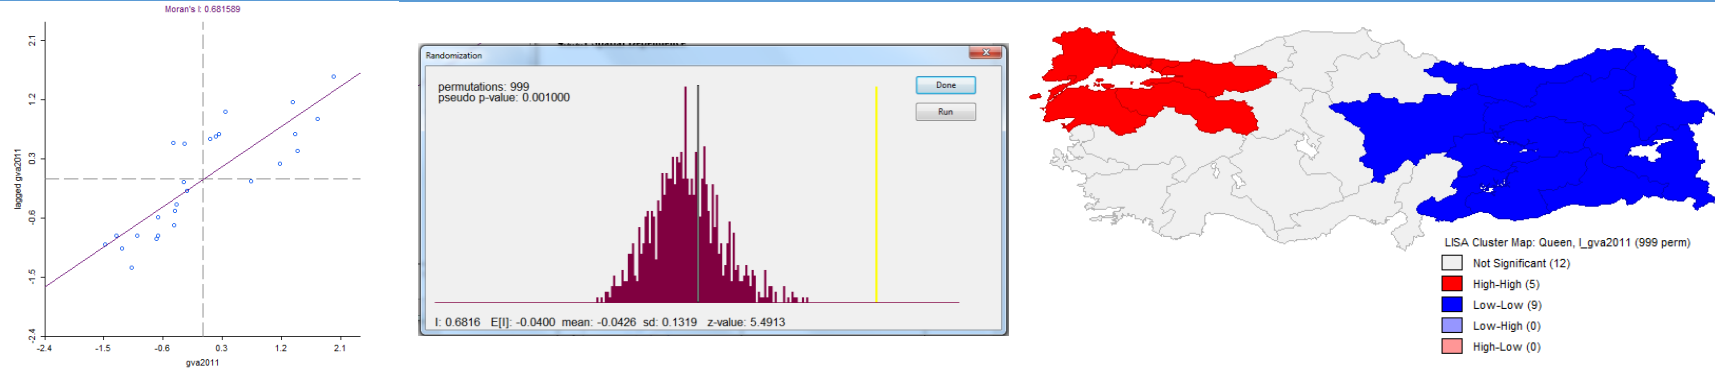 Moran's I: 0.681589
2.1
1.2
0.3
-0.6
-1.5
-2.4
lagged gva2011
-2.4 -1.5 -0.6 0.3 1.2 2.1
gva2011
Randomization
permutations: 999
pseudo p-value: 0.001000
Done
Run
I: 0.6816 E[I]: -0.0400 mean: -0.0426 sd: 0.1319 z-value: 5.4913
LISA Cluster Map: Queen, I_gva2011 (999 perm)
Not Significant (12)
High-High (5)
Low-Low (9)
Low-High (0)
High-Low (0)